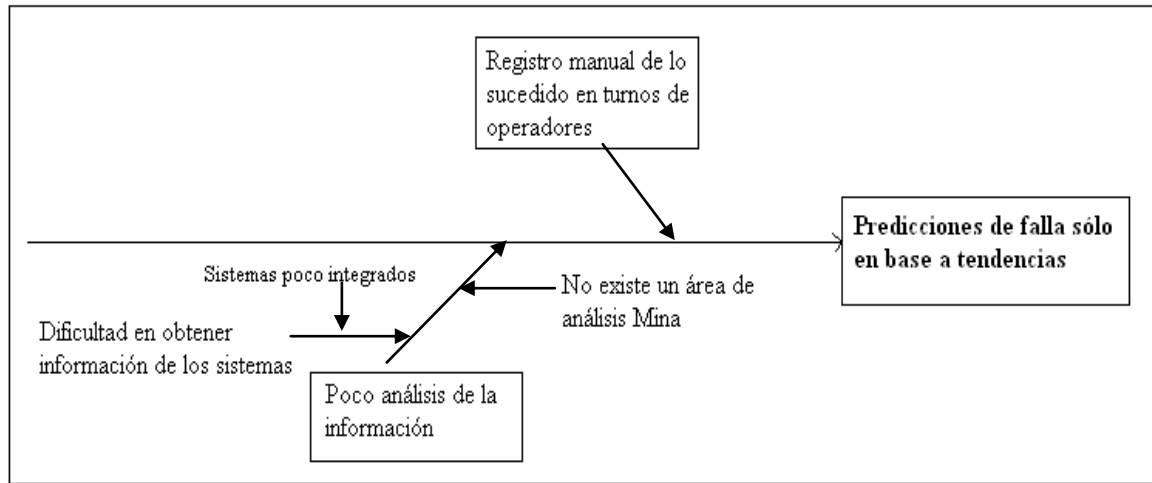 Registro manual de lo
sucedido en turnos de
operadores
Predicciones de falla sólo
en base a tendencias
Sistemas poco integrados
No existe un área de
análisis Mina
Dificultad en obtener
información de los sistemas
Poco análisis de la
información